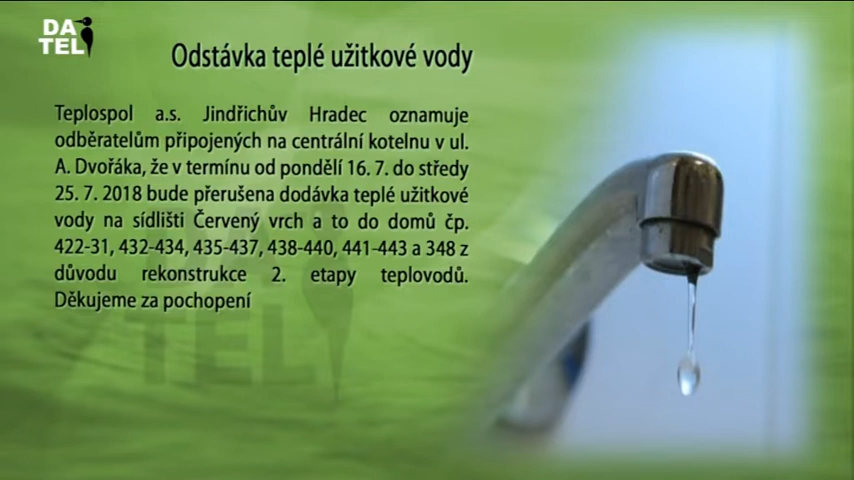 DA
TEL
Odstávka teplé užitkové vody
Teplospol a.s. Jindřichův Hradec oznamuje
odběratelům připojených na centrální kotelnu v ul.
A. Dvořáka, že v termínu od pondělí 16. 7. do středy
25. 7. 2018 bude přerušena dodávka teplé užitkové
vody na sídlišti Červený vrch a to do domů čp.
422-31, 432-434, 435-437, 438-440, 441-443 a 348 z
důvodu rekonstrukce 2. etapy teplovodů.
Děkujeme za pochopení
TEL